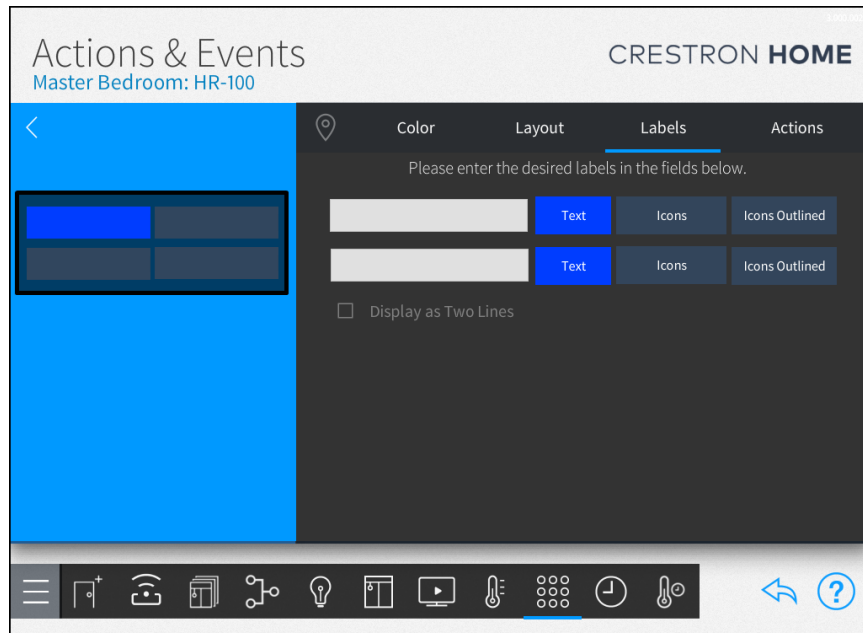 Actions & Events
CRESTRON HOME
Master Bedroom: HR-100
Color Layout Labels Actions
Please enter the desired labels in the fields below.
Text Icons Icons Outlined
Text Icons Icons Outlined
Display as Two Lines
?